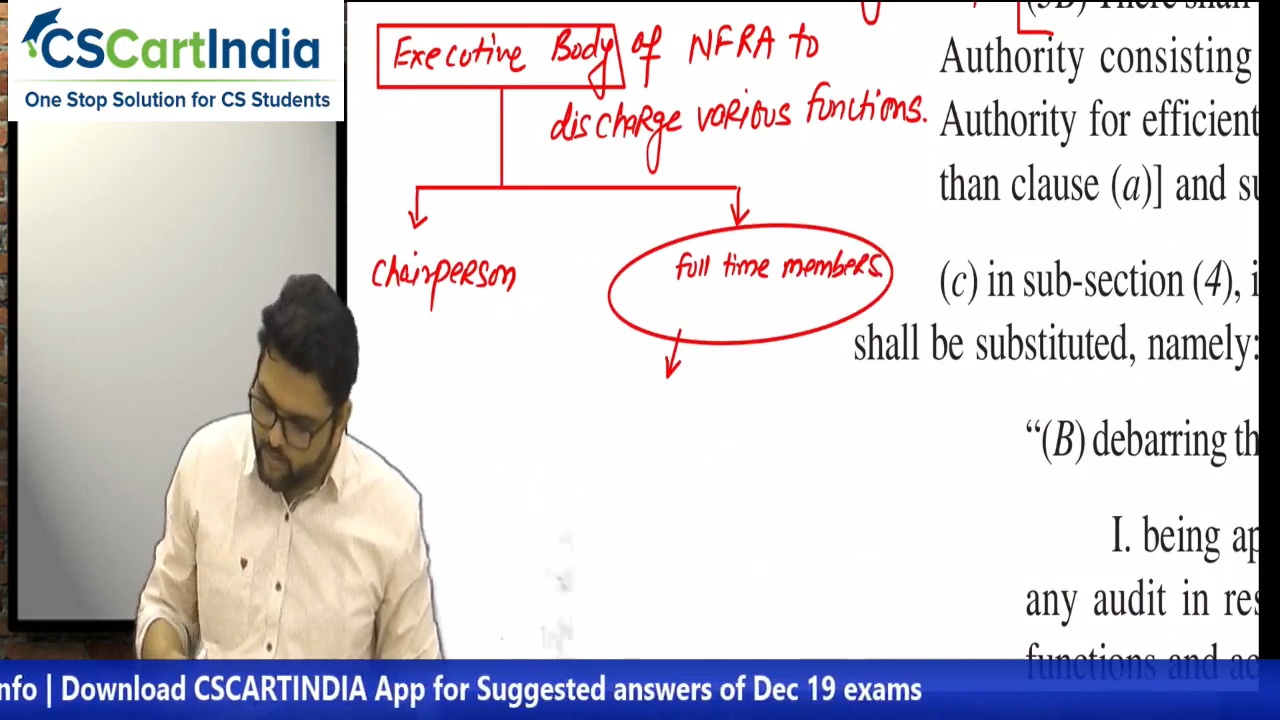 CSCartIndia
One Stop Solution for CS Students
Executive Body of NFRA to
discharge various functions.
chairperson
full time members.
(3B) There shall
Authority consisting
Authority for efficient
than clause (a)] and su
(c) in sub-section (4), i
shall be substituted, namely:
“(B) debarring th
I. being ap
any audit in res
functions and ac
nfo | Download CSCARTINDIA App for Suggested answers of Dec 19 exams